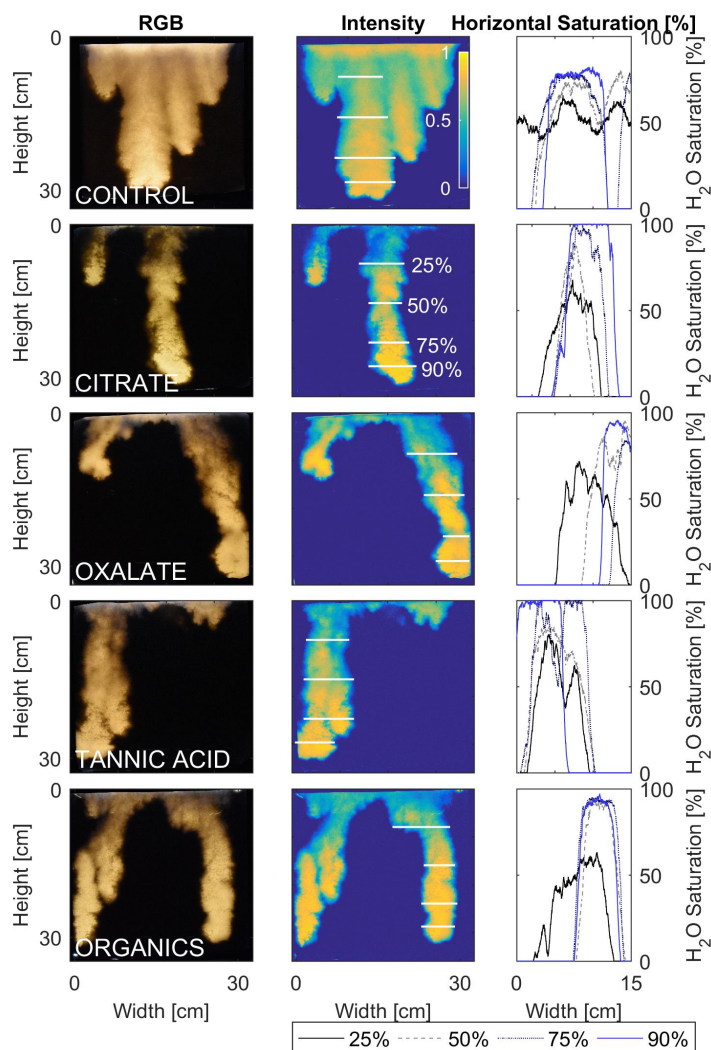 RGB
Intensity
Horizontal Saturation [%]
0
Height [cm]
30
CONTROL
1
0.5
0
100
50
0
H2O Saturation [%]
0
Height [cm]
30
CITRATE
25%
50%
75%
90%
100
50
0
H2O Saturation [%]
0
Height [cm]
30
OXALATE
100
50
0
H2O Saturation [%]
0
Height [cm]
30
TANNIC ACID
100
50
0
H2O Saturation [%]
0
Height [cm]
30
ORGANICS
100
50
0
H2O Saturation [%]
0 30
Width [cm]
0 30
Width [cm]
0 15
Width [cm]
25% 50% 75% 90%